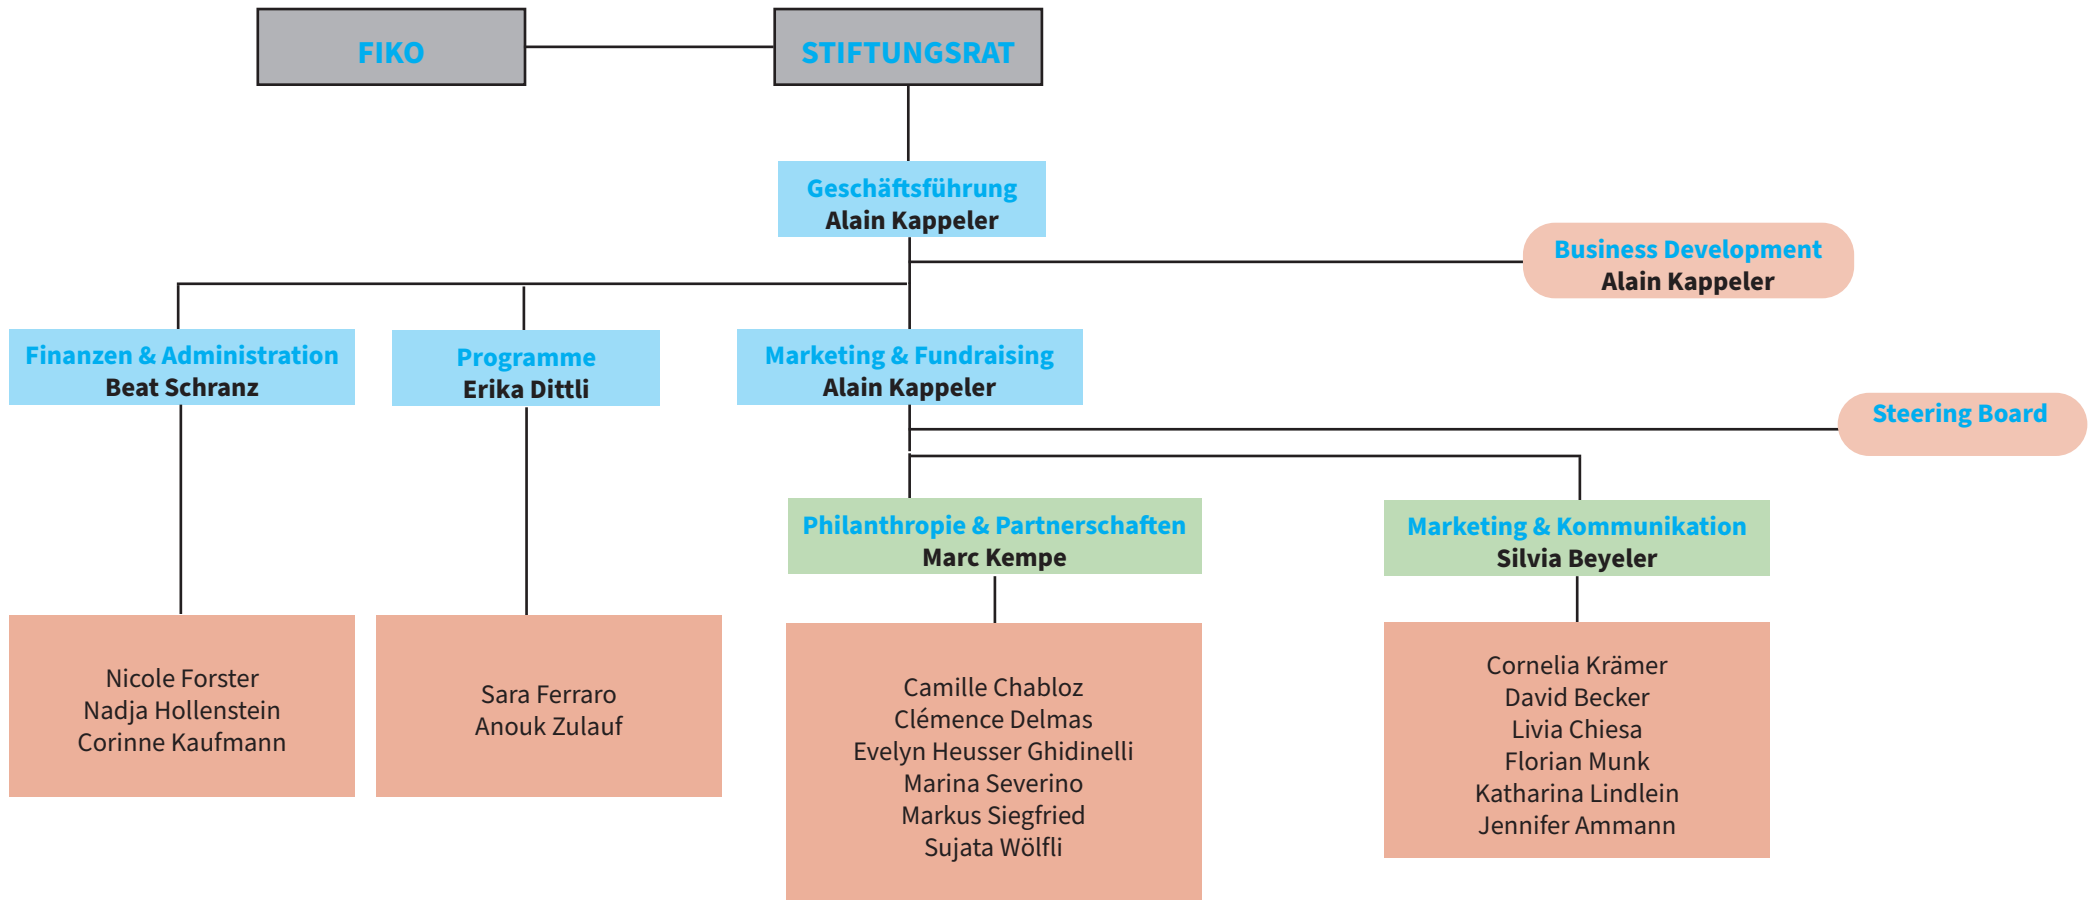 FIKO
STIFTUNGSRAT
Geschäftsführung
Alain Kappeler
Business Development
Alain Kappeler
Finanzen & Administration
Beat Schranz
Programme
Erika Dittli
Marketing & Fundraising
Alain Kappeler
Steering Board
Philanthropie & Partnerschaften
Marc Kempe
Marketing & Kommunikation
Silvia Beyeler
Nicole Forster
Nadja Hollenstein
Corinne Kaufmann
Sara Ferraro
Anouk Zulauf
Camille Chabloz
Clémence Delmas
Evelyn Heusser Ghidinelli
Marina Severino
Markus Siegfried
Sujata Wölfli
Cornelia Krämer
David Becker
Livia Chiesa
Florian Munk
Katharina Lindlein
Jennifer Ammann